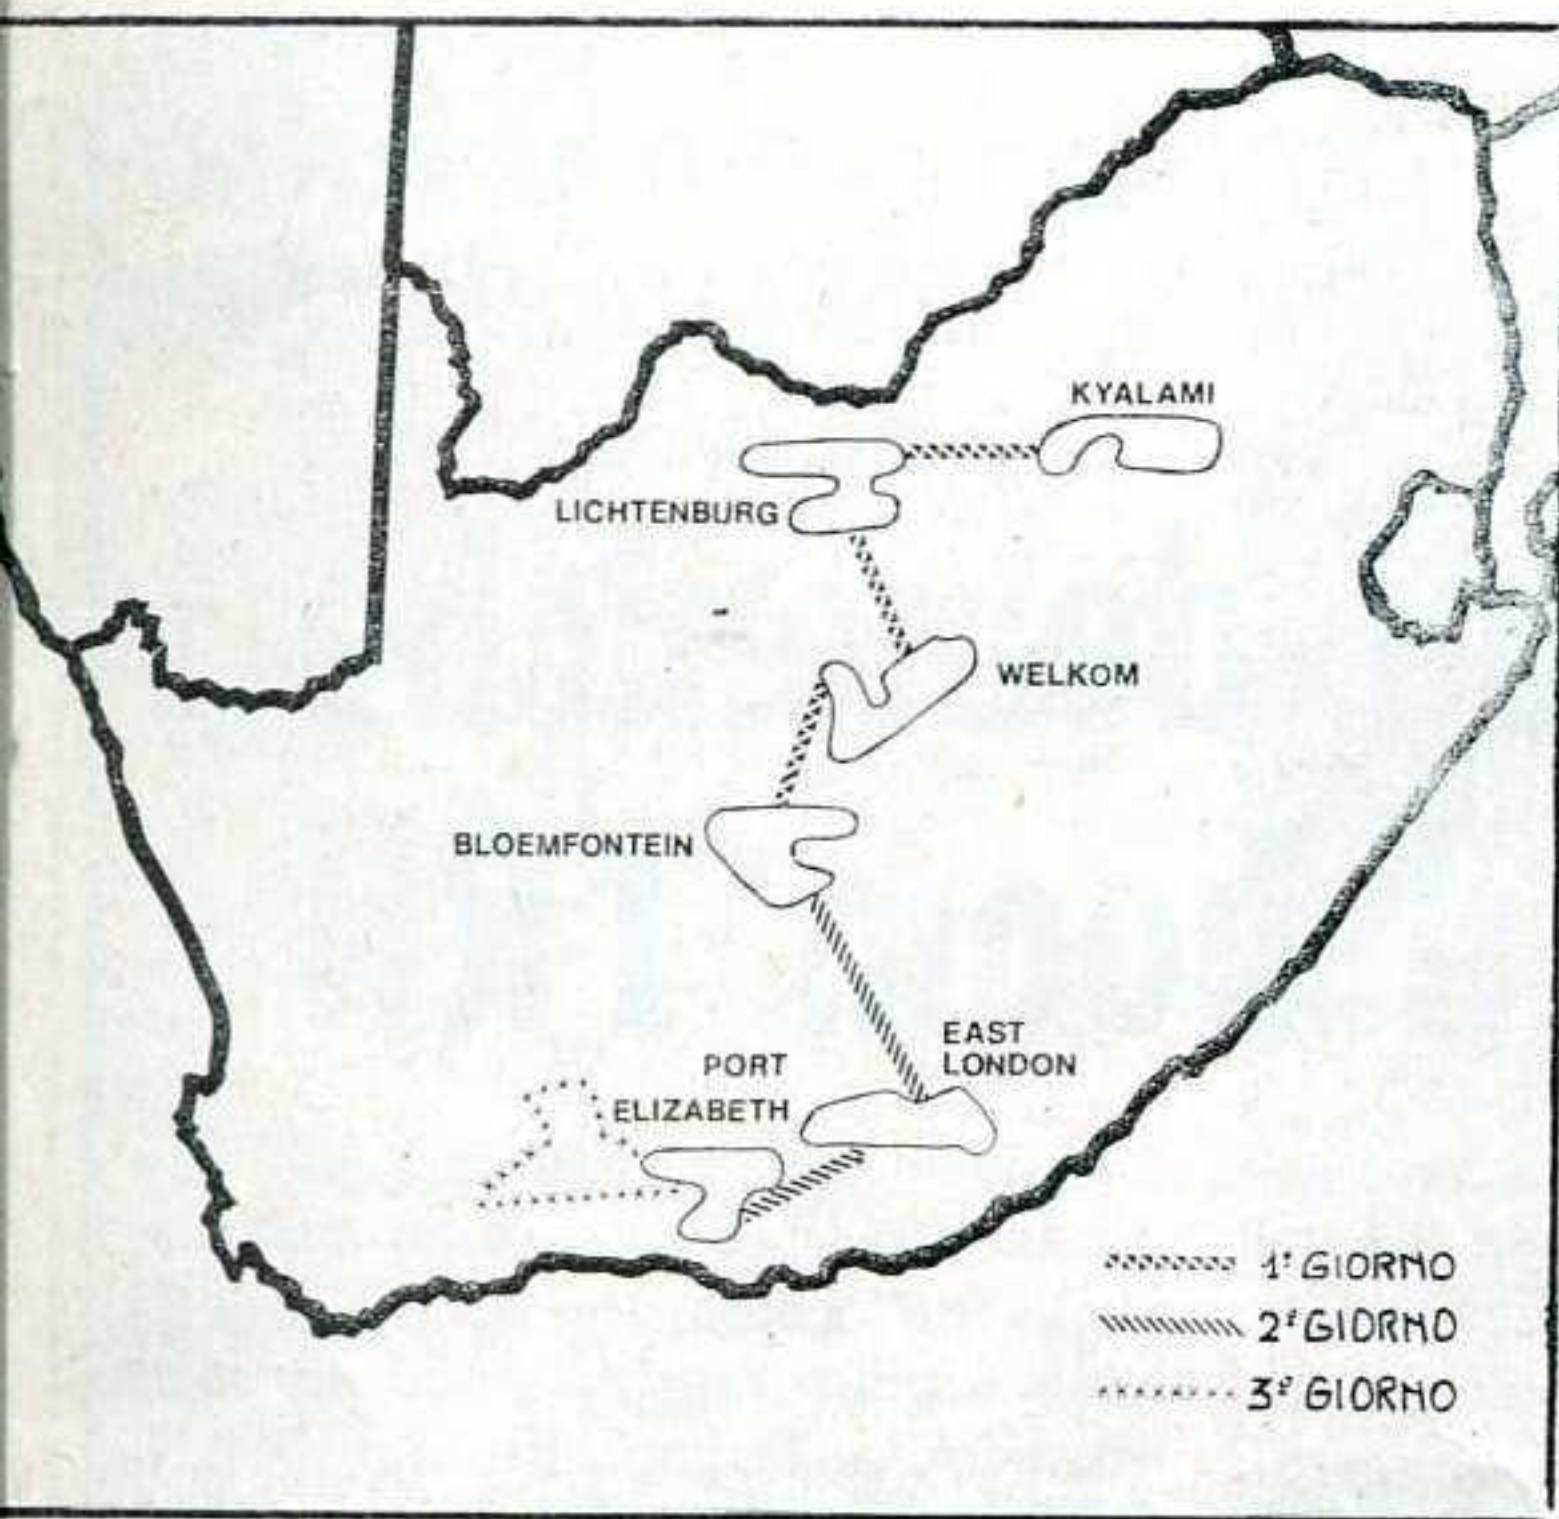 KYALAMI
LICHTENBURG
WELKOM
BLOEMFONTEIN
EAST
LONDON
PORT
ELIZABETH
1° GIORNO
2° GIORNO
3° GIORNO